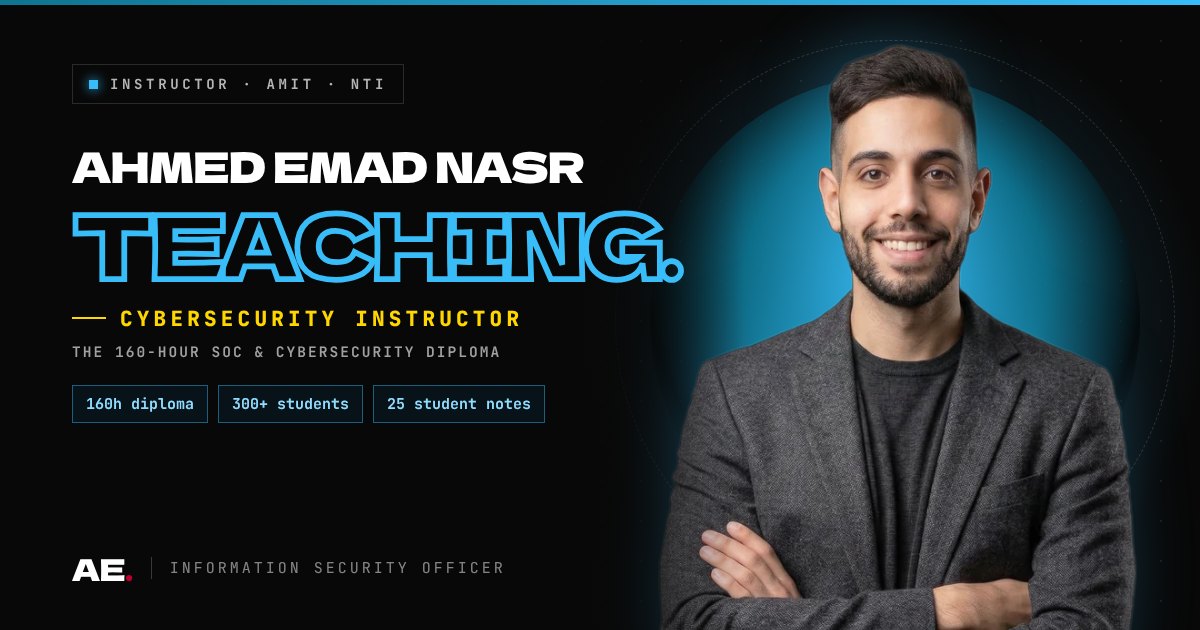 INSTRUCTOR · AMIT · NTI
AHMED EMAD NASR
TEACHING.
CYBERSECURITY INSTRUCTOR
THE 160-HOUR SOC & CYBERSECURITY DIPLOMA
160h diploma 300+ students 25 student notes
AE. INFORMATION SECURITY OFFICER